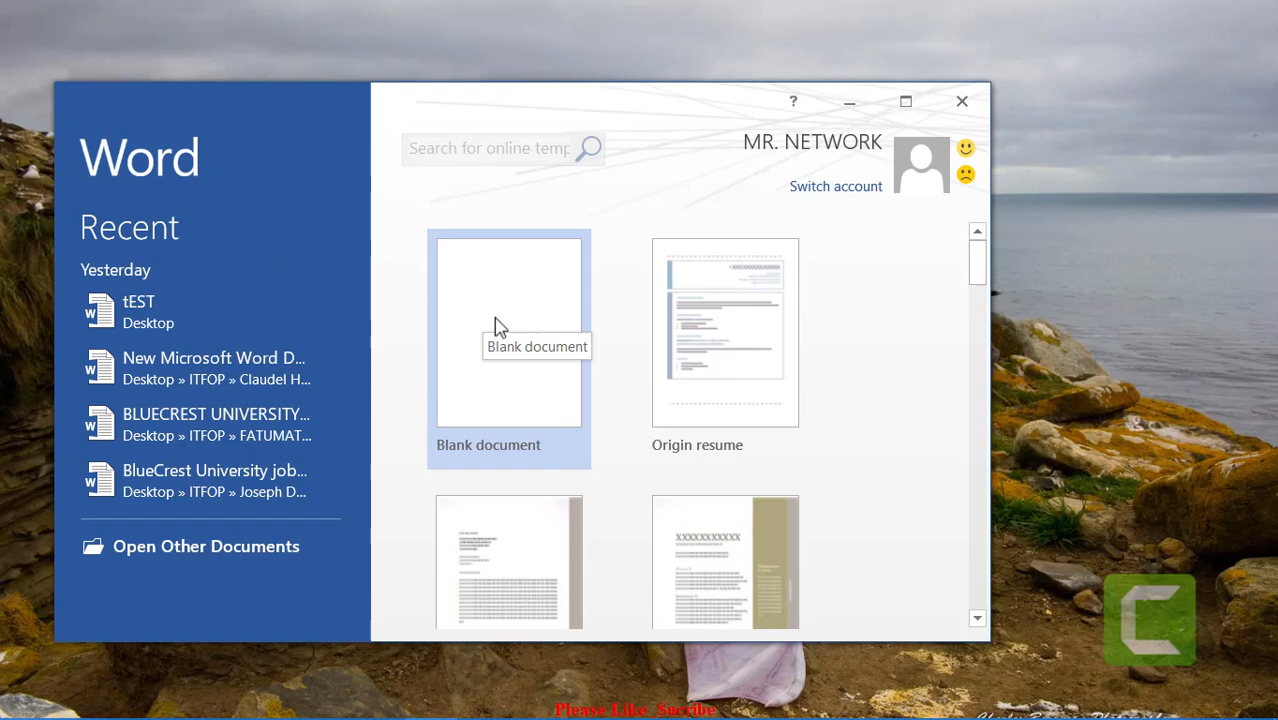 Word
Recent
Yesterday
tEST
Desktop
New Microsoft Word D...
Desktop » ITFOP » Claudel H...
BLUECREST UNIVERSITY...
Desktop » ITFOP » FATUMAT...
BlueCrest University job...
Desktop » ITFOP » Joseph D...
Open Other Documents
?
Search for online temp
MR. NETWORK
Switch account
Blank document
Blank document
Origin resume
XXXXXXXXXXX
Please Like Sucribe